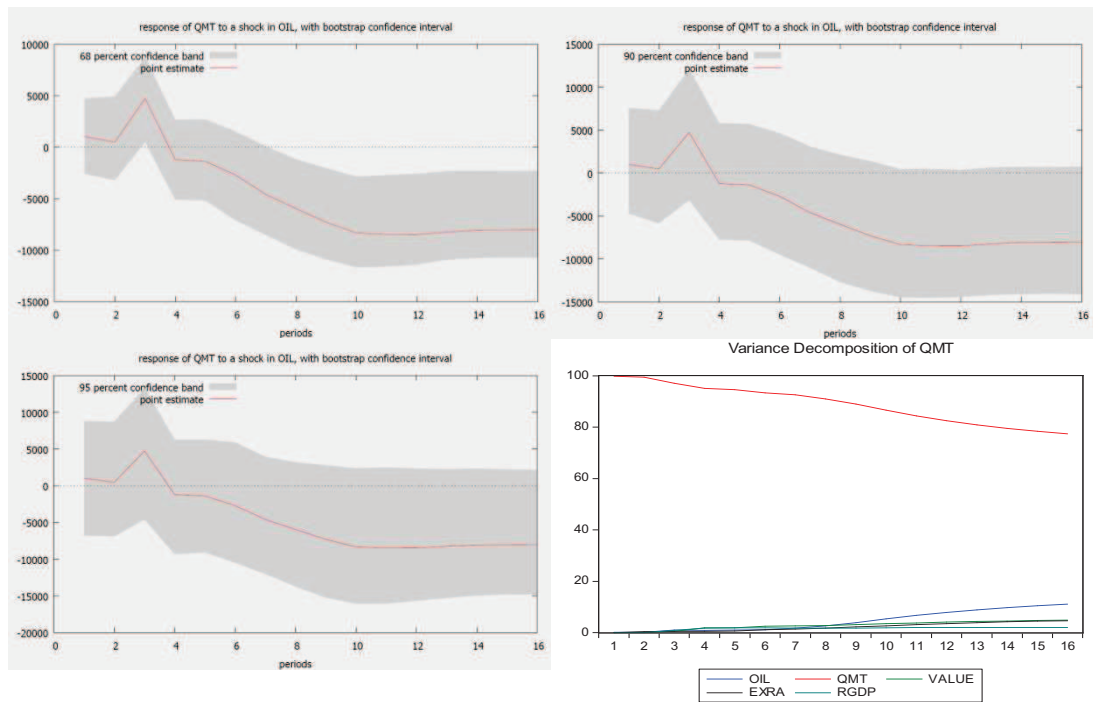 response of QMT to a shock in OIL, with bootstrap confidence interval
10000
5000
0
-5000
-10000
-15000
68 percent confidence band
point estimate
0 2 4 6 8 10 12 14 16
periods
response of QMT to a shock in OIL, with bootstrap confidence interval
15000
10000
5000
0
-5000
-10000
-15000
90 percent confidence band
point estimate
0 2 4 6 8 10 12 14 16
periods
response of QMT to a shock in OIL, with bootstrap confidence interval
15000
10000
5000
0
-5000
-10000
-15000
-20000
95 percent confidence band
point estimate
0 2 4 6 8 10 12 14 16
periods
Variance Decomposition of QMT
100
80
60
40
20
0
1 2 3 4 5 6 7 8 9 10 11 12 13 14 15 16
OIL QMT VALUE
EXRA RGDP